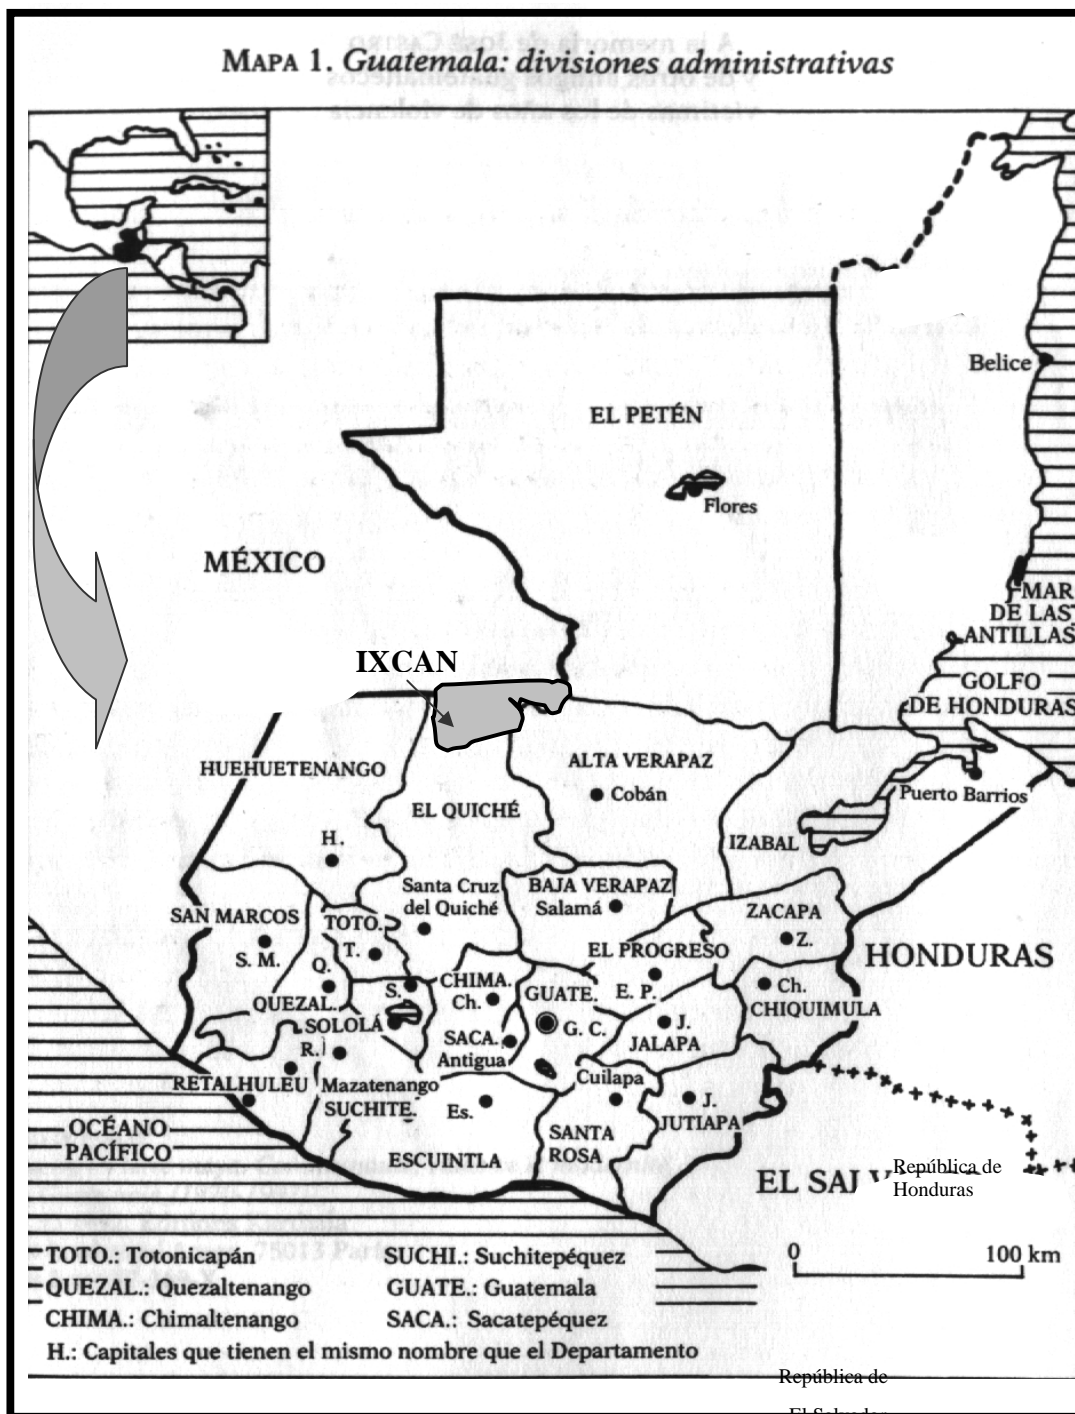 MAPA 1. Guatemala: divisiones administrativas
Belice
EL PETÉN
Flores
MÉXICO
MAR
DE LAS
ANTILLAS
IXCAN
GOLFO
DE HONDURAS
HUEHUETENANGO
ALTA VERAPAZ
Cobán
Puerto Barrios
EL QUICHÉ
IZABAL
H.
Santa Cruz
del Quiché
BAJA VERAPAZ
Salamá
ZACAPA
Z.
SAN MARCOS
S. M.
TOTO.
T.
EL PROGRESO
E. P.
HONDURAS
Q.
QUEZAL.
S.
SOLOLÁ
CHIMA.
Ch.
GUATE.
G. C.
Ch.
CHIQUIMULA
J.
JALAPA
SACA.
Antigua
R.
RETALHULEU
Mazatenango
SUCHITE.
Es.
Cuilapa
J.
JUTIAPA
OCÉANO
PACÍFICO
ESCUINTLA
SANTA
ROSA
EL SA
República de
Honduras
0 100 km
TOTO.: Totonicapán
SUCHI.: Suchitepéquez
QUEZAL.: Quezaltenango
GUATE.: Guatemala
CHIMA.: Chimaltenango
SACA.: Sacatepéquez
H.: Capitales que tienen el mismo nombre que el Departamento
República de
El Salvador